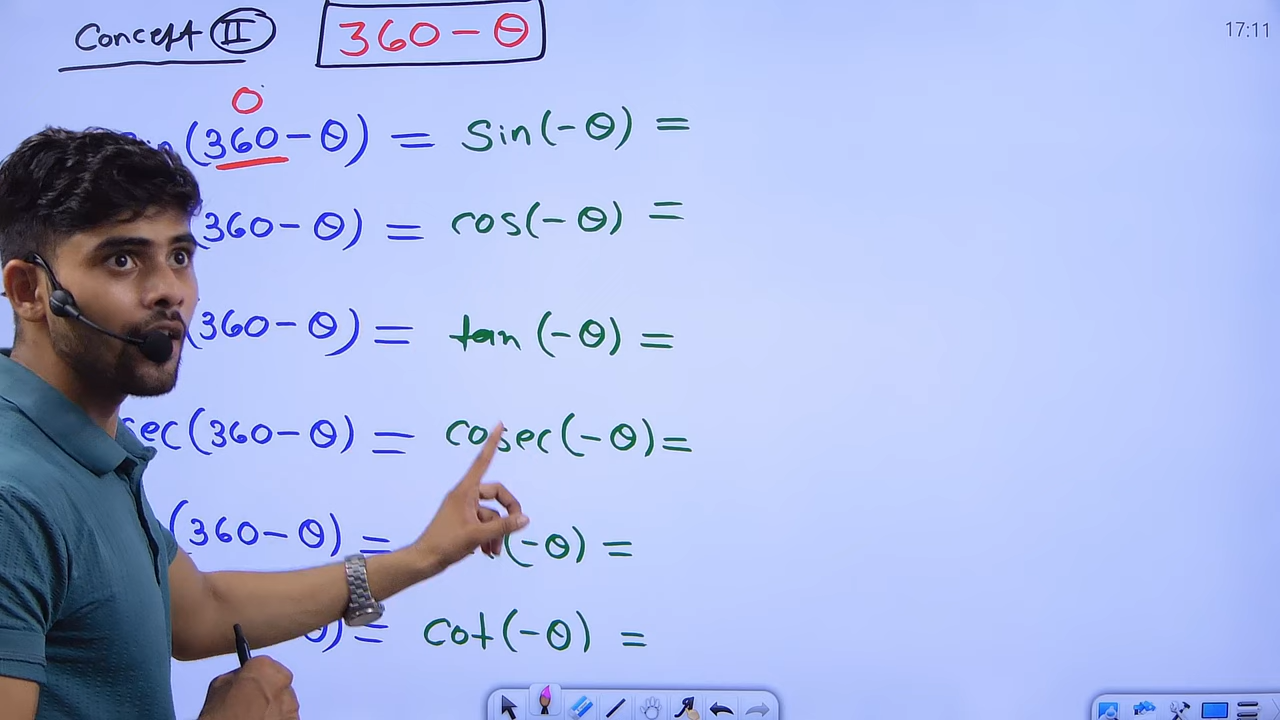 Concept II 360 - θ
17:11
0
(360 - θ) = Sin(-θ) =
(360 - θ) = cos(-θ) =
(360 - θ) = tan (-θ) =
sec(360 - θ) = cosec(-θ) =
(360 - θ) = (-θ) =
θ) = cot(-θ) =